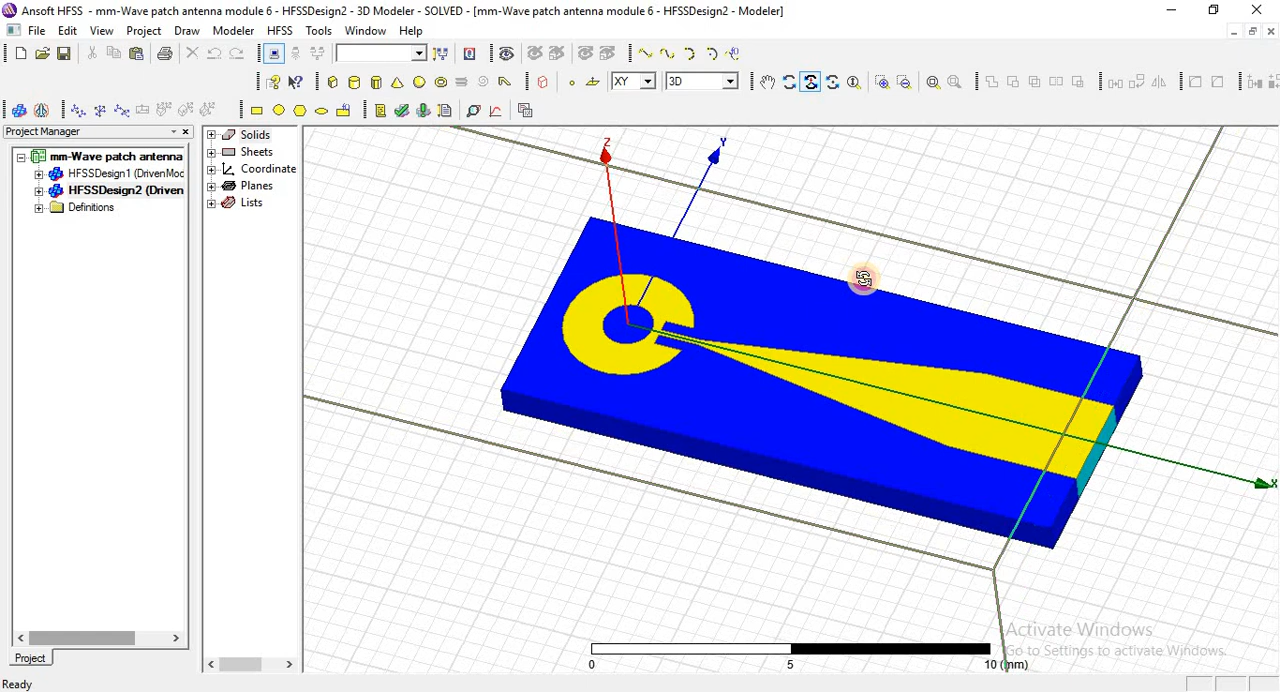 Ansoft HFSS - mm-Wave patch antenna module 6 - HFSSDesign2 - 3D Modeler - SOLVED - [mm-Wave patch antenna module 6 - HFSSDesign2 - Modeler]
File Edit View Project Draw Modeler HFSS Tools Window Help
XY 3D
Project Manager
mm-Wave patch antenna
HFSSDesign1 (DrivenMod
HFSSDesign2 (Driven
Definitions
Project
Solids
Sheets
Coordinate
Planes
Lists
Z
Y
X
0 5 10 (mm)
Activate Windows
Go to Settings to activate Windows.
Ready